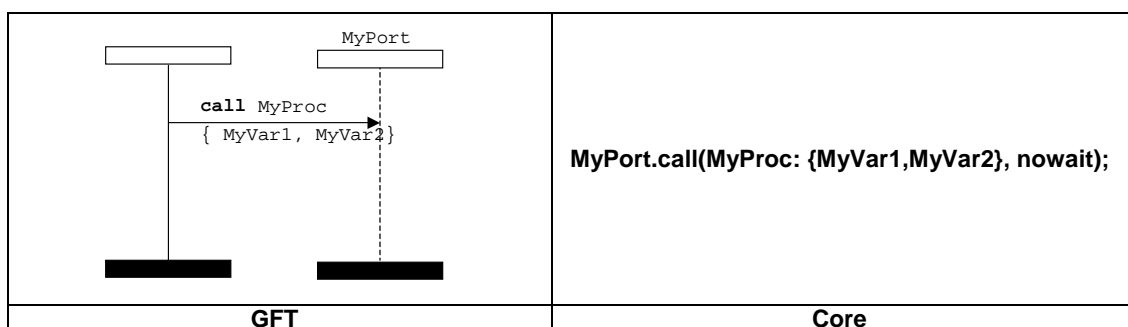 MyPort
call MyProc
{ MyVar1, MyVar2}
MyPort.call(MyProc: {MyVar1,MyVar2}, nowait);
GFT
Core